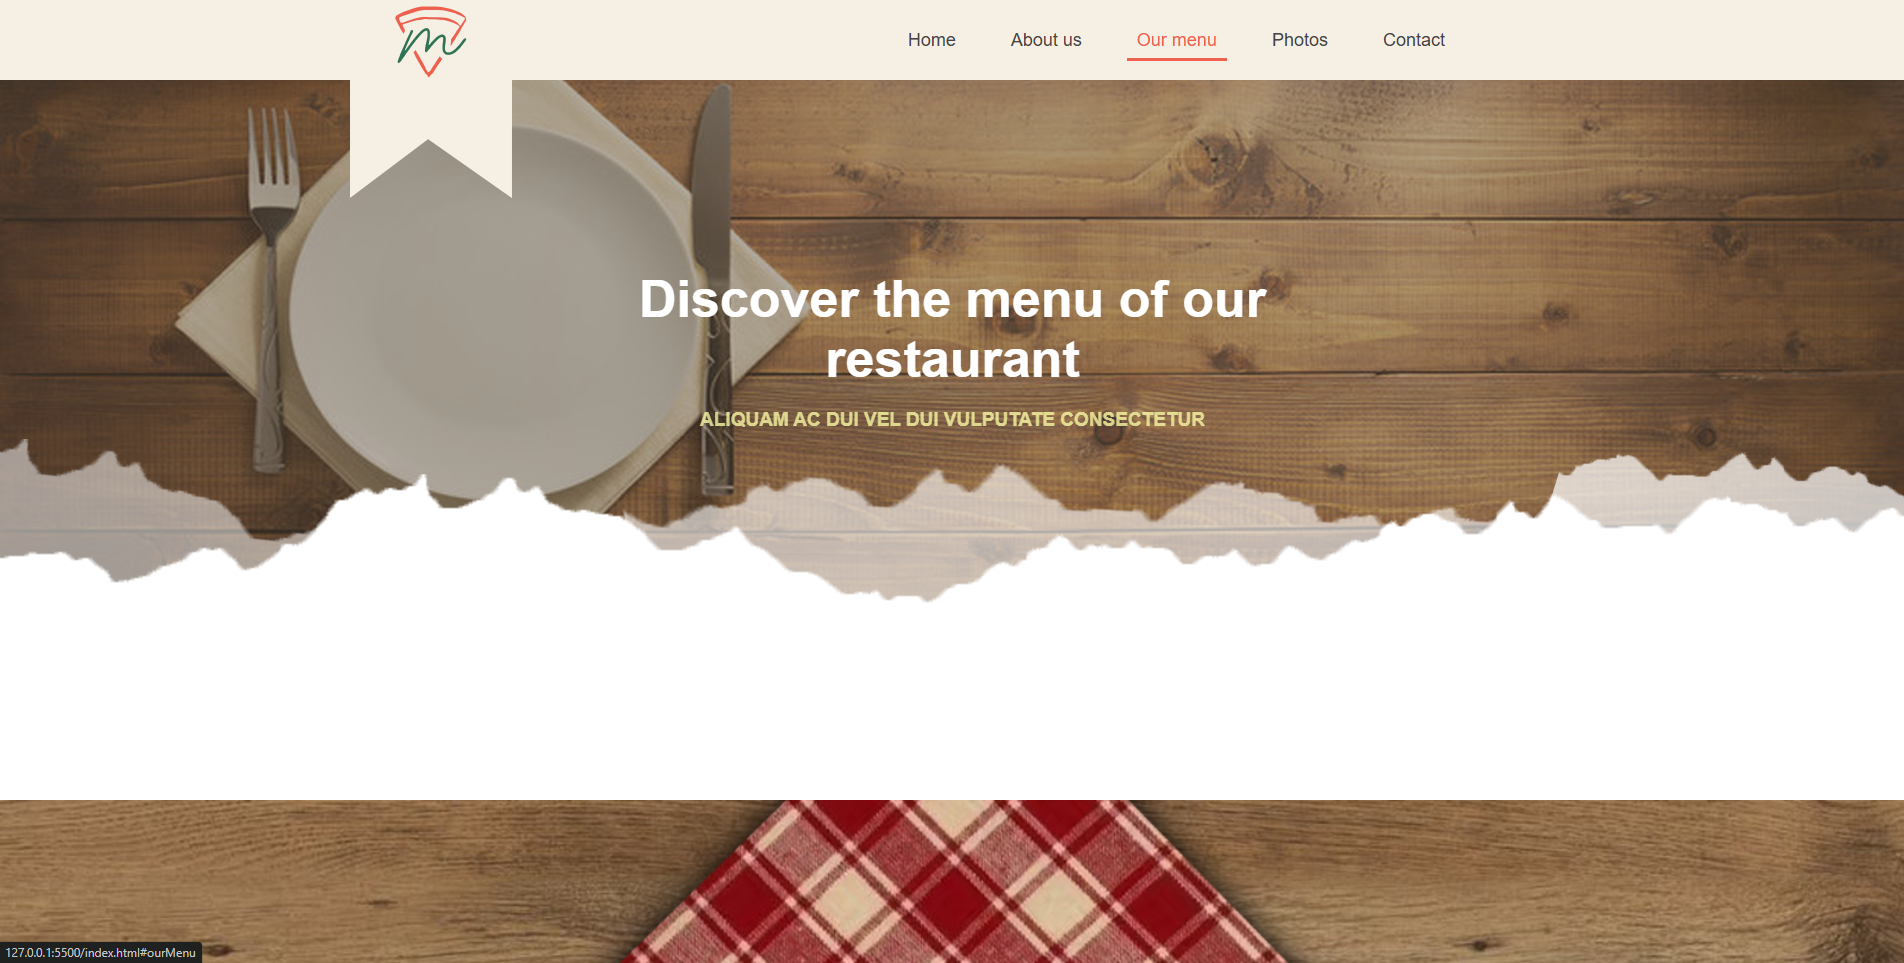 m
Home About us Our menu Photos Contact
Discover the menu of our
restaurant
ALIQUAM AC DUI VEL DUI VULPUTATE CONSECTETUR
127.0.0.1:5500/index.html#ourMenu